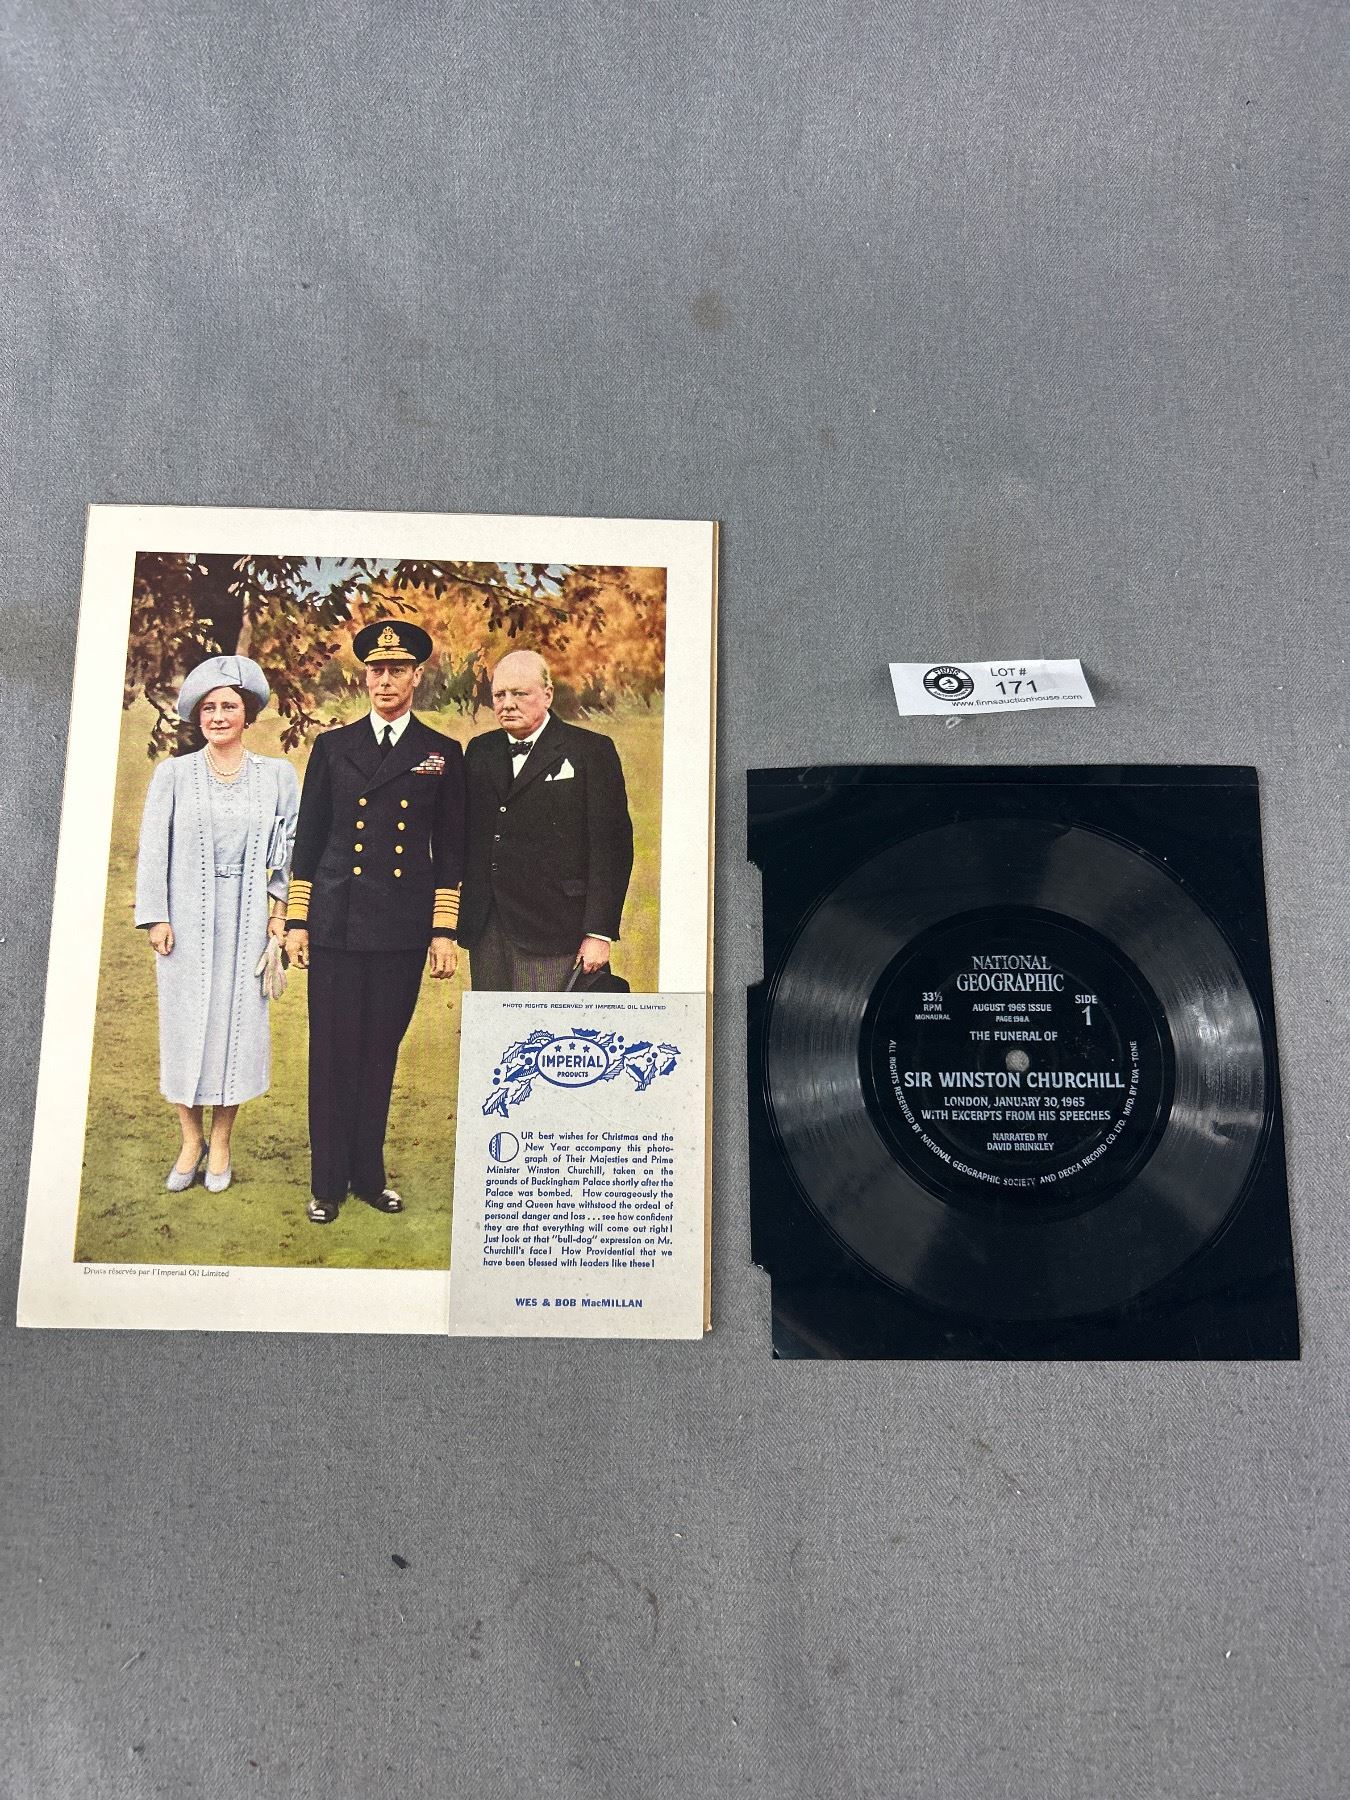 FINNS
LOT #
171
www.finnsauctionhouse.com
PHOTO RIGHTS RESERVED BY IMPERIAL OIL LIMITED
IMPERIAL
PRODUCTS
OUR best wishes for Christmas and the
New Year accompany this photo-
graph of Their Majesties and Prime
Minister Winston Churchill, taken on the
grounds of Buckingham Palace shortly after the
Palace was bombed. How courageously the
King and Queen have withstood the ordeal of
personal danger and loss . . . see how confident
they are that everything will come out right!
Just look at that "bull-dog" expression on Mr.
Churchill's face! How Providential that we
have been blessed with leaders like these!
WES & BOB MacMILLAN
Droits réservés par l'Imperial Oil Limited
NATIONAL
GEOGRAPHIC
33⅓
RPM
MONAURAL
AUGUST 1965 ISSUE
PAGE 198A
SIDE
1
THE FUNERAL OF
SIR WINSTON CHURCHILL
LONDON, JANUARY 30, 1965
WITH EXCERPTS FROM HIS SPEECHES
NARRATED BY
DAVID BRINKLEY
ALL RIGHTS RESERVED BY NATIONAL GEOGRAPHIC SOCIETY AND DECCA RECORD CO. LTD. MFD. BY EVA-TONE